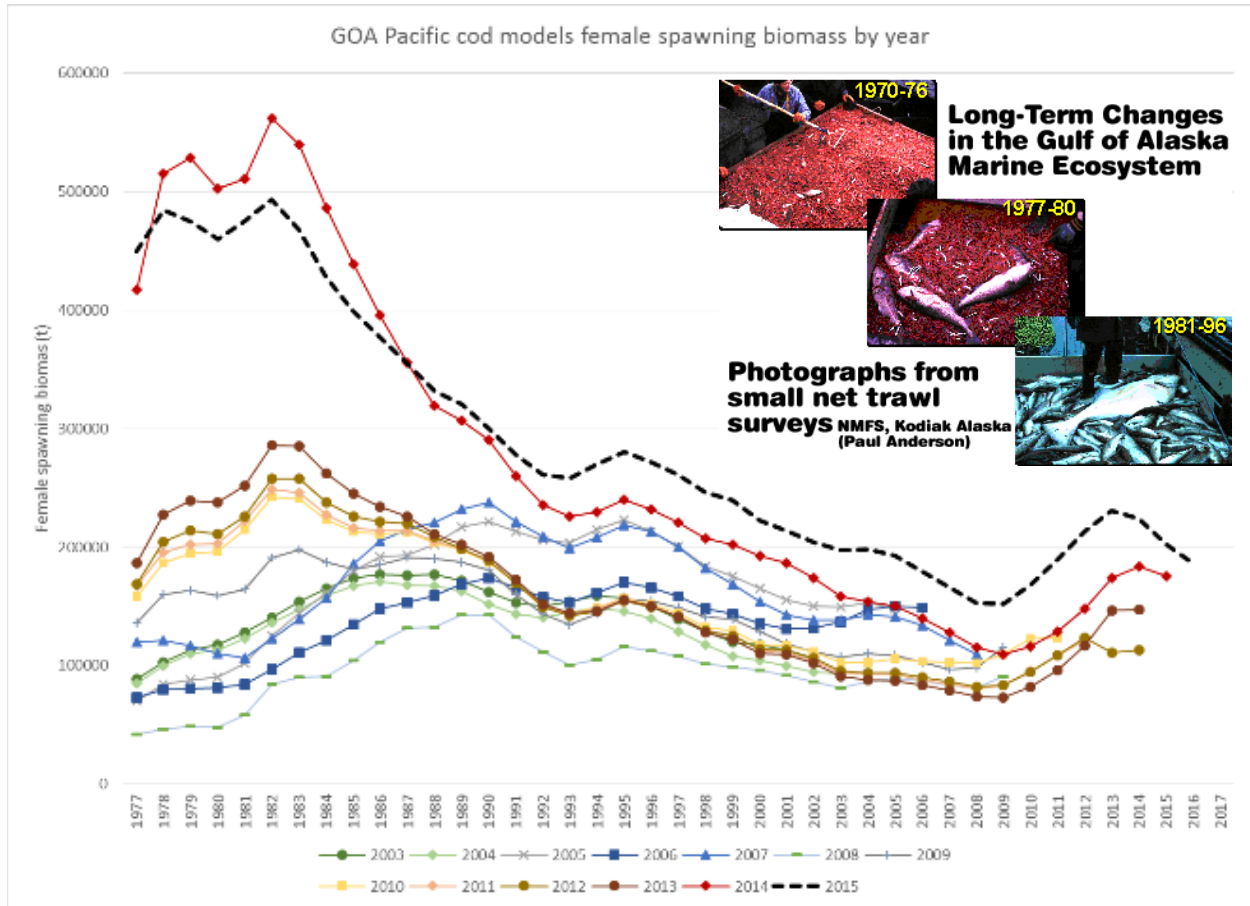 GOA Pacific cod models female spawning biomass by year
600000
500000
400000
300000
200000
100000
0
Female spawning biomas (t)
1970-76
Long-Term Changes
in the Gulf of Alaska
Marine Ecosystem
1977-80
1981-96
Photographs from
small net trawl
surveys NMFS, Kodiak Alaska
(Paul Anderson)
1977 1978 1979 1980 1981 1982 1983 1984 1985 1986 1987 1988 1989 1990 1991 1992 1993 1994 1995 1996 1997 1998 1999 2000 2001 2002 2003 2004 2005 2006 2007 2008 2009 2010 2011 2012 2013 2014 2015 2016 2017
2003 2004 2005 2006 2007 2008 2009
2010 2011 2012 2013 2014 2015